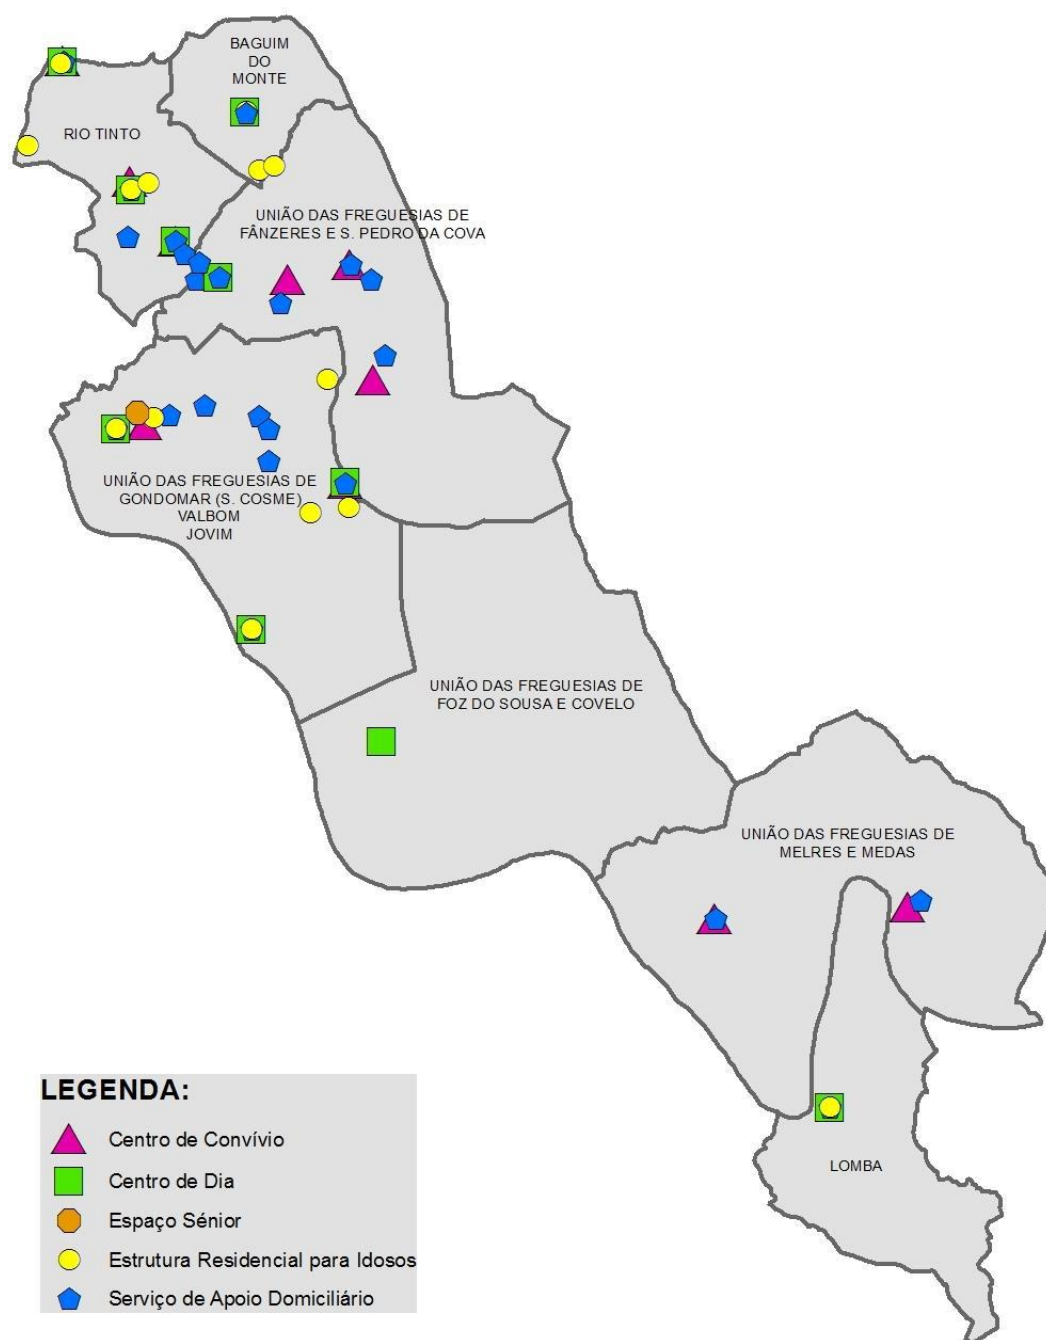 BAGUIM
DO
MONTE
RIO TINTO
UNIÃO DAS FREGUESIAS DE
FÂNZERES E S. PEDRO DA COVA
UNIÃO DAS FREGUESIAS DE
GONDOMAR (S. COSME)
VALBOM
JOVIM
UNIÃO DAS FREGUESIAS DE
FOZ DO SOUSA E COVELO
UNIÃO DAS FREGUESIAS DE
MELRES E MEDAS
LOMBA
LEGENDA:
Centro de Convívio
Centro de Dia
Espaço Sénior
Estrutura Residencial para Idosos
Serviço de Apoio Domiciliário